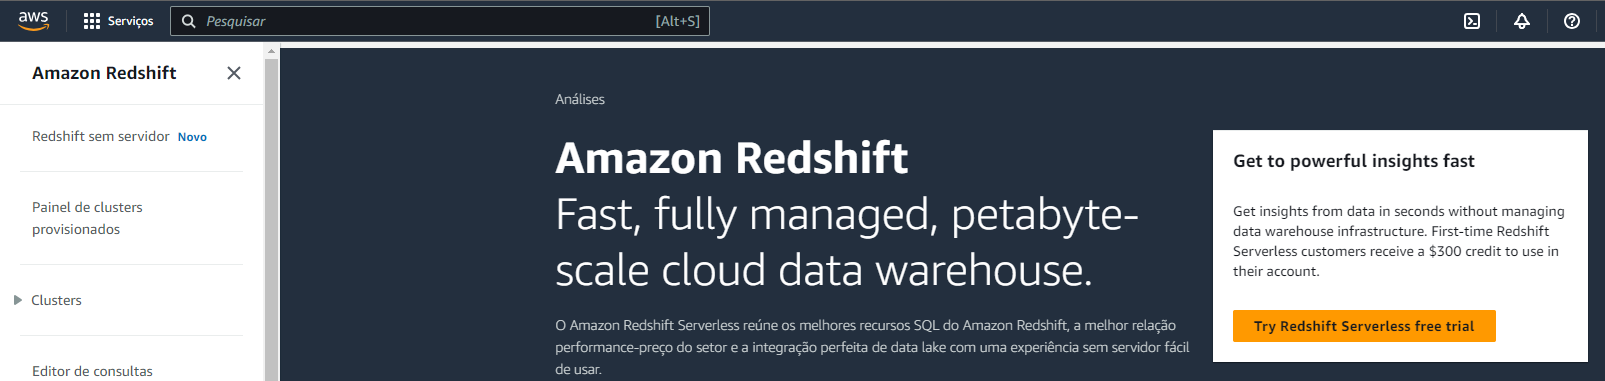 aws
Serviços
Pesquisar
[Alt+S]
Amazon Redshift
Redshift sem servidor Novo
Painel de clusters
provisionados
Clusters
Editor de consultas
Análises
Amazon Redshift
Fast, fully managed, petabyte-
scale cloud data warehouse.
O Amazon Redshift Serverless reúne os melhores recursos SQL do Amazon Redshift, a melhor relação
performance-preço do setor e a integração perfeita de data lake com uma experiência sem servidor fácil
de usar.
Get to powerful insights fast
Get insights from data in seconds without managing
data warehouse infrastructure. First-time Redshift
Serverless customers receive a $300 credit to use in
their account.
Try Redshift Serverless free trial